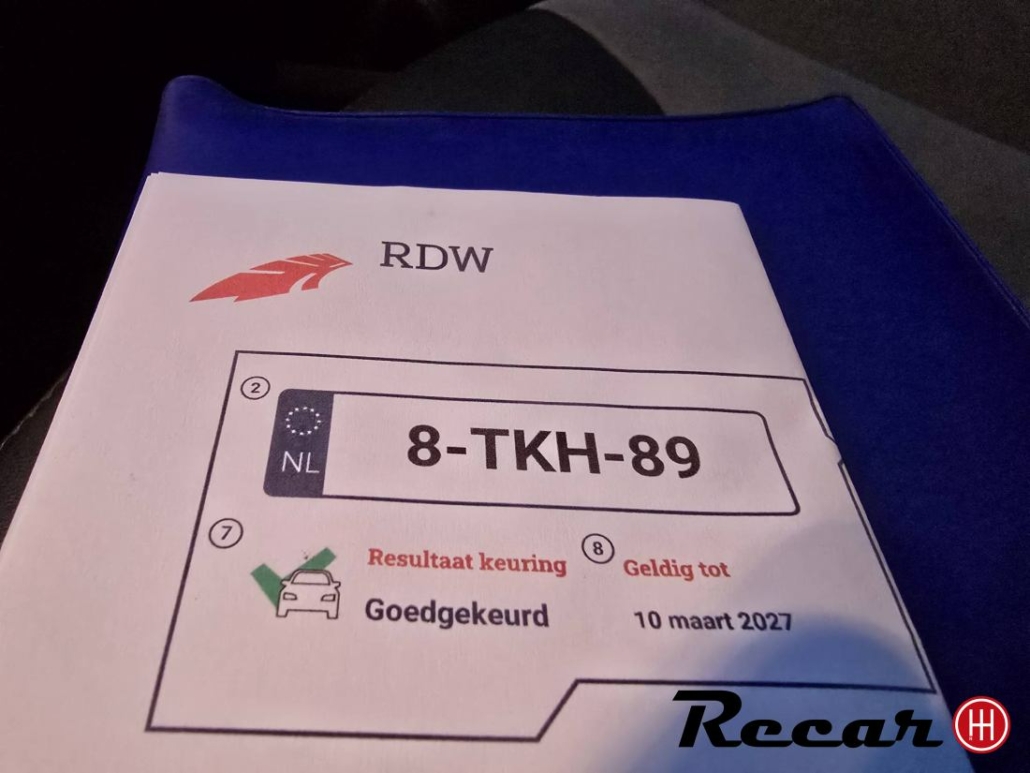 RDW
2
NL
8-TKH-89
7
Resultaat keuring
8
Geldig tot
Goedgekeurd
10 maart 2027
Recar